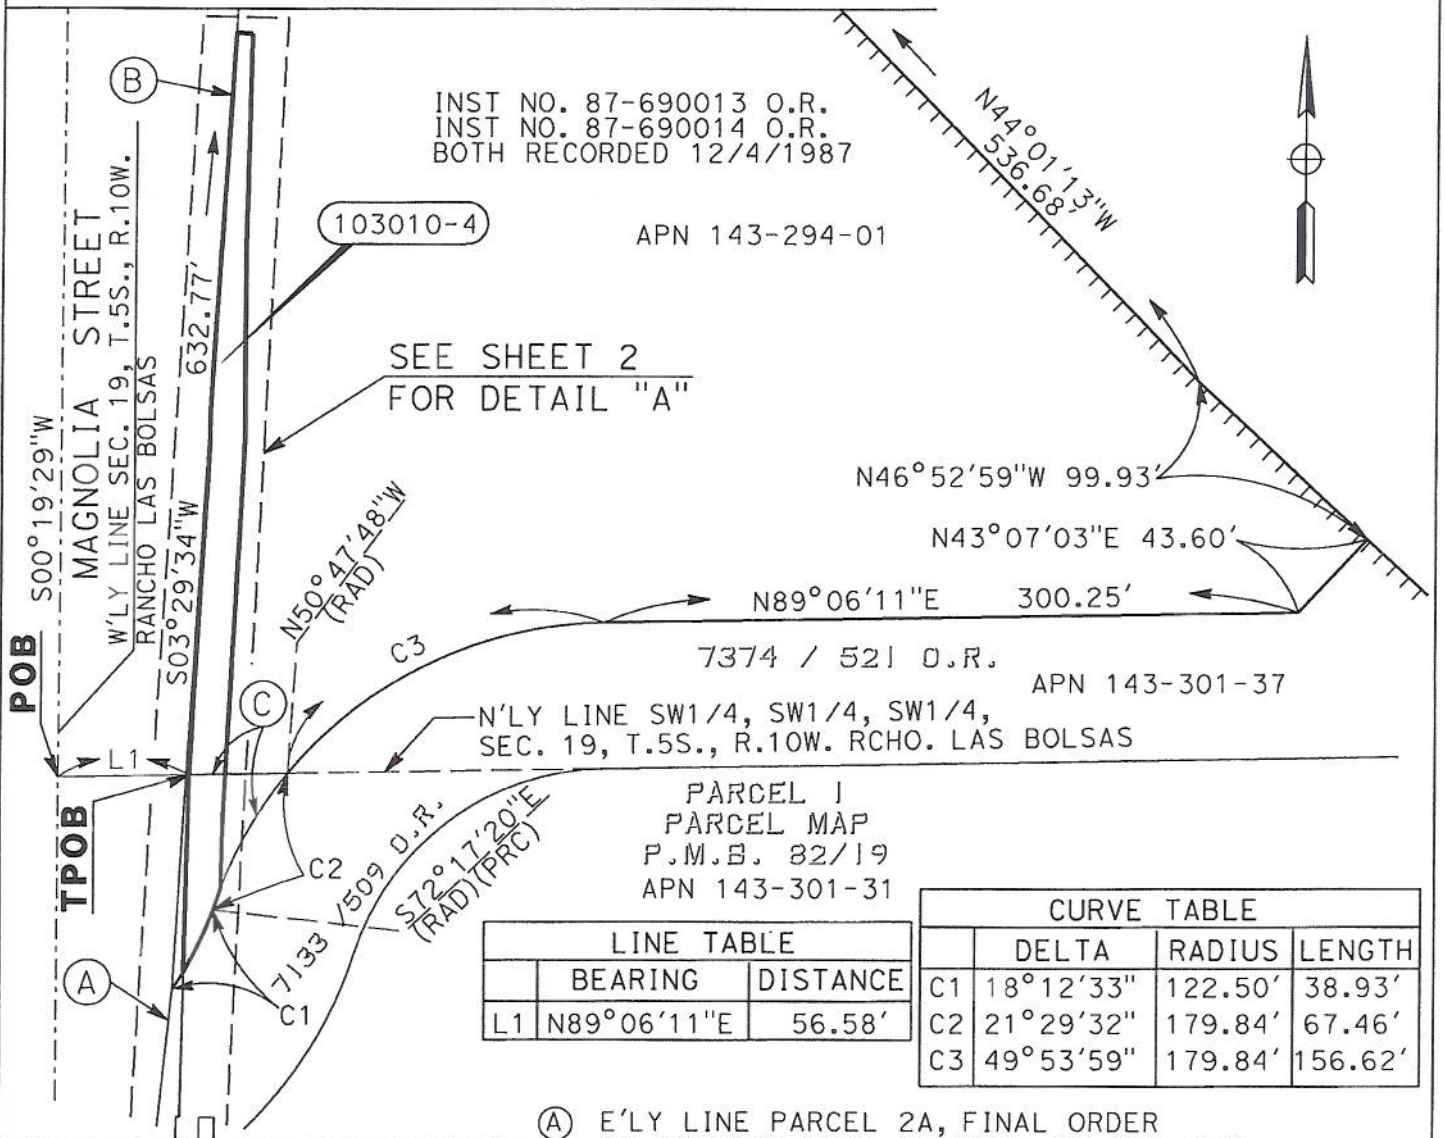 B
INST NO. 87-690013 O.R.
INST NO. 87-690014 O.R.
BOTH RECORDED 12/4/1987
N44°01'13"W
536.68'
103010-4
APN 143-294-01
S00°19'29"W
MAGNOLIA STREET
W'LY LINE SEC. 19, T.5S., R.10W.
RANCHO LAS BOLSAS
632.77'
S03°29'34"W
SEE SHEET 2
FOR DETAIL "A"
N46°52'59"W 99.93'
N43°07'03"E 43.60'
N50°47'48"W
(RAD)
N89°06'11"E 300.25'
C3
7374 / 521 O.R.
APN 143-301-37
POB
C
N'LY LINE SW1/4, SW1/4, SW1/4,
SEC. 19, T.5S., R.10W. RCHO. LAS BOLSAS
L1
TPOB
PARCEL 1
PARCEL MAP
P.M.B. 82/19
APN 143-301-31
C2
7133 /509 O.R.
S72°17'20"E
(RAD)(PRC)
A
C1
LINE TABLE
BEARING DISTANCE
L1 N89°06'11"E 56.58'
CURVE TABLE
DELTA RADIUS LENGTH
C1 18°12'33" 122.50' 38.93'
C2 21°29'32" 179.84' 67.46'
C3 49°53'59" 179.84' 156.62'
A E'LY LINE PARCEL 2A, FINAL ORDER